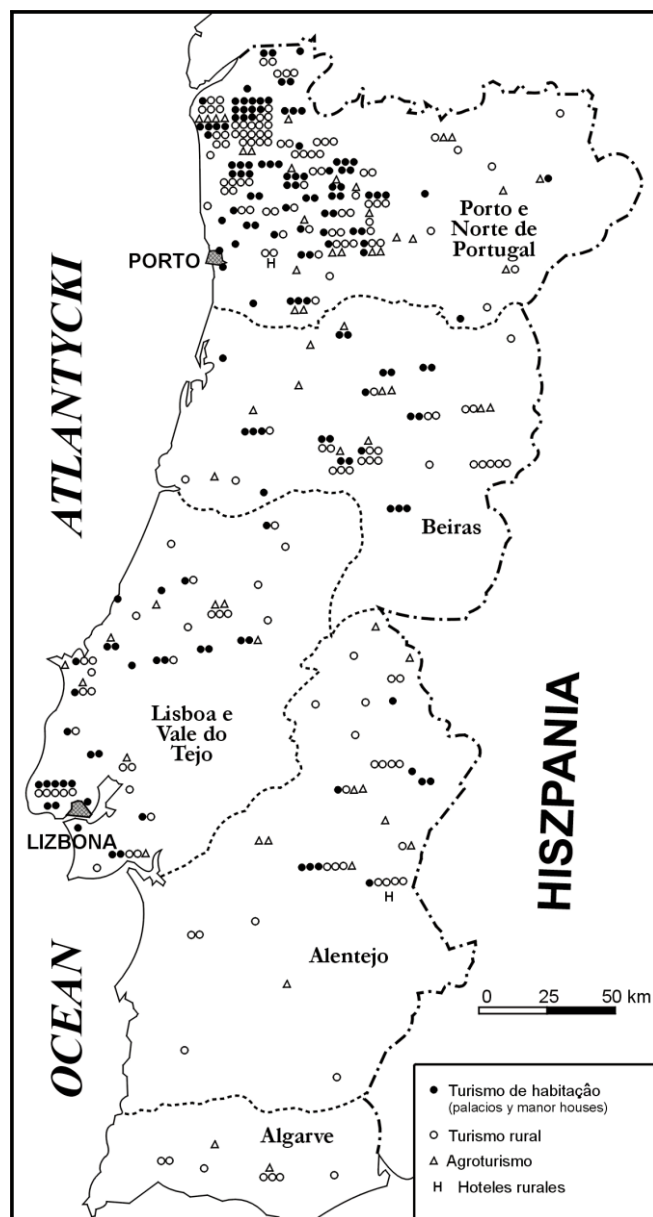 PORTO
Porto e
Norte de
Portugal
ATLANTYCKI
Beiras
HISZPANIA
Lisboa e
Vale do
Tejo
LIZBONA
H
H
OCEAN
Alentejo
0 25 50 km
Algarve
Turismo de habitaçâo
(palacios y manor houses)
Turismo rural
Agroturismo
H Hoteles rurales